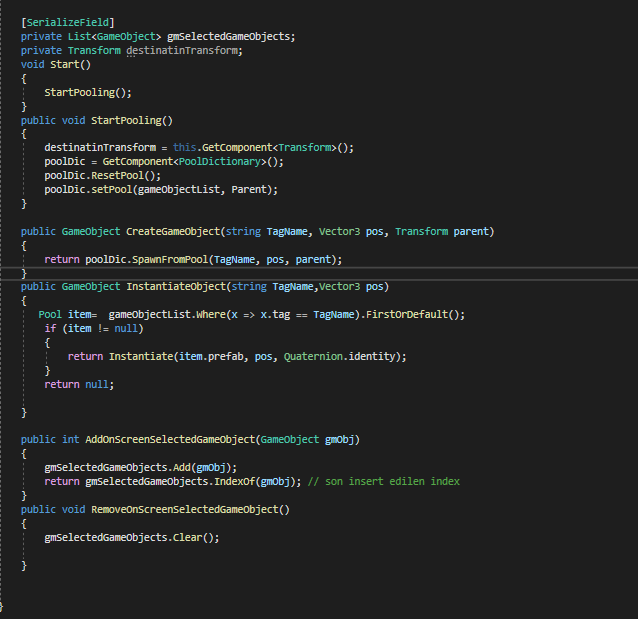 [SerializeField]
private List<GameObject> gmSelectedGameObjects;
private Transform destinatinTransform;
void Start()
{
StartPooling();
}
public void StartPooling()
{
destinatinTransform = this.GetComponent<Transform>();
poolDic = GetComponent<PoolDictionary>();
poolDic.ResetPool();
poolDic.setPool(gameObjectList, Parent);
}
public GameObject CreateGameObject(string TagName, Vector3 pos, Transform parent)
{
return poolDic.SpawnFromPool(TagName, pos, parent);
}
public GameObject InstantiateObject(string TagName,Vector3 pos)
{
Pool item=  gameObjectList.Where(x => x.tag == TagName).FirstOrDefault();
if (item != null)
{
return Instantiate(item.prefab, pos, Quaternion.identity);
}
return null;
}
public int AddOnScreenSelectedGameObject(GameObject gmObj)
{
gmSelectedGameObjects.Add(gmObj);
return gmSelectedGameObjects.IndexOf(gmObj); // son insert edilen index
}
public void RemoveOnScreenSelectedGameObject()
{
gmSelectedGameObjects.Clear();
}
}